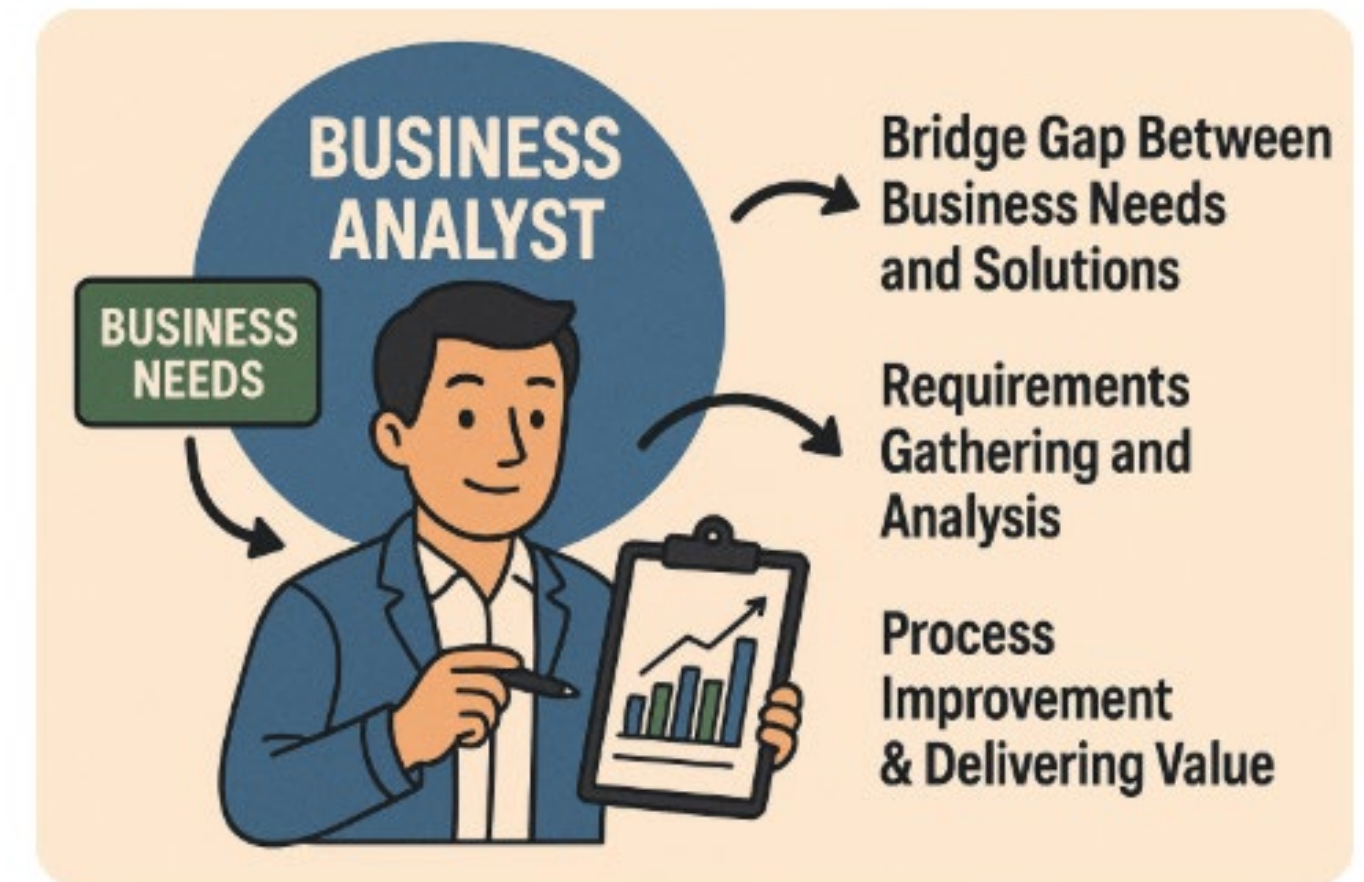 BUSINESS
ANALYST
BUSINESS
NEEDS
Bridge Gap Between
Business Needs
and Solutions
Requirements
Gathering and
Analysis
Process
Improvement
& Delivering Value